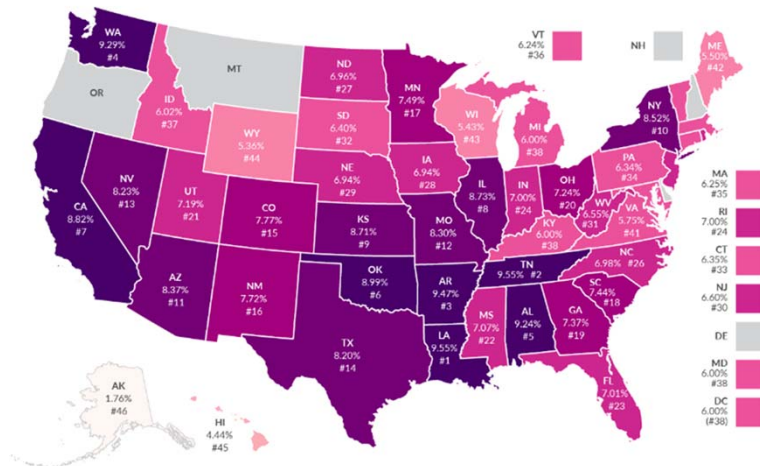 VT
6.24%
#36
NH
WA
9.29%
#4
MT
ND
6.96%
#27
MN
7.49%
#17
ME
5.50%
#42
OR
ID
6.02%
#37
WY
5.36%
#44
SD
6.40%
#32
WI
5.43%
#43
MI
6.00%
#38
NY
8.52%
#10
NV
8.23%
#13
UT
7.19%
#21
NE
6.94%
#29
IA
6.94%
#28
IL
8.73%
#8
IN
7.00%
#24
OH
7.24%
#20
PA
6.34%
#34
CA
8.82%
#7
CO
7.77%
#15
KS
8.71%
#9
MO
8.30%
#12
KY
6.00%
#38
WV
6.55%
#31
VA
5.75%
#41
MA
6.25%
#35
RI
7.00%
#24
CT
6.35%
#33
NJ
6.60%
#30
DE
MD
6.00%
#38
DC
6.00%
(#38)
AZ
8.37%
#11
NM
7.72%
#16
OK
8.99%
#6
AR
9.47%
#3
TN
9.55% #2
NC
6.98% #26
SC
7.44%
#18
TX
8.20%
#14
LA
9.55%
#1
MS
7.07%
#22
AL
9.24%
#5
GA
7.37%
#19
FL
7.01%
#23
AK
1.76%
#46
HI
4.44%
#45